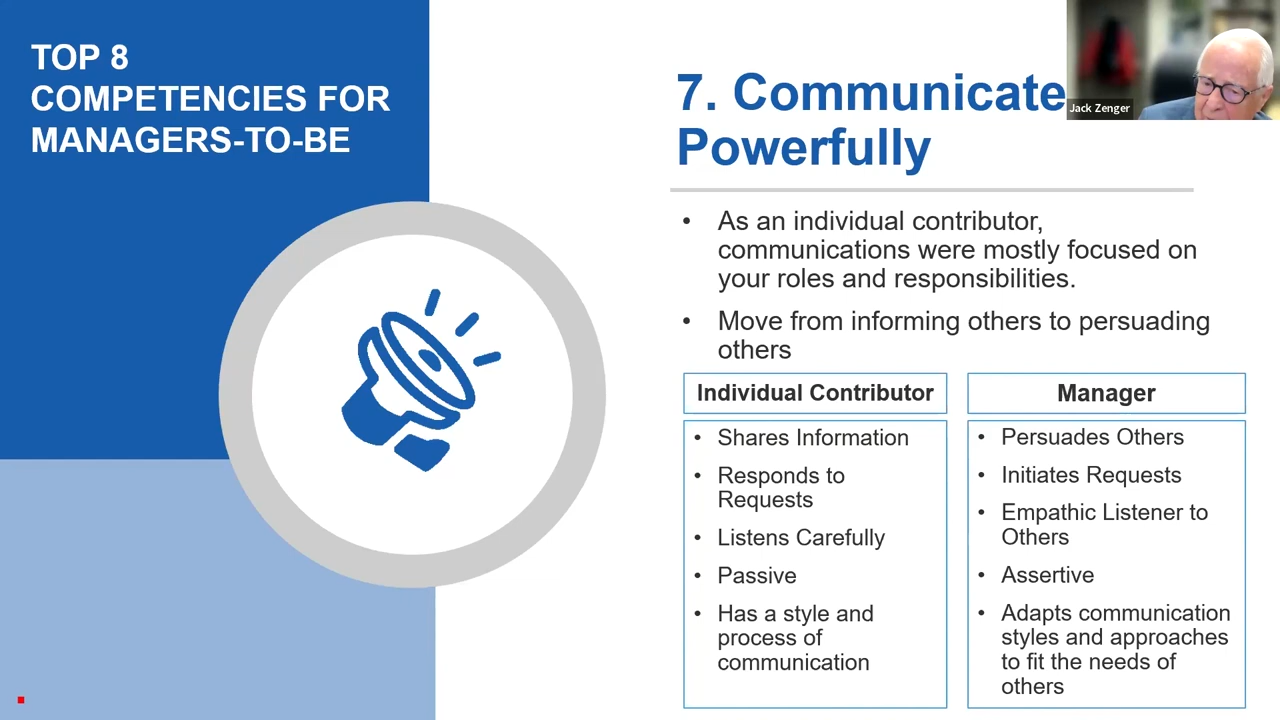 TOP 8
COMPETENCIES FOR
MANAGERS-TO-BE
7. Communicate
Powerfully
Jack Zenger
• As an individual contributor,
communications were mostly focused on
your roles and responsibilities.
• Move from informing others to persuading
others
Individual Contributor
• Shares Information
• Responds to
Requests
• Listens Carefully
• Passive
• Has a style and
process of
communication
Manager
• Persuades Others
• Initiates Requests
• Empathic Listener to
Others
• Assertive
• Adapts communication
styles and approaches
to fit the needs of
others